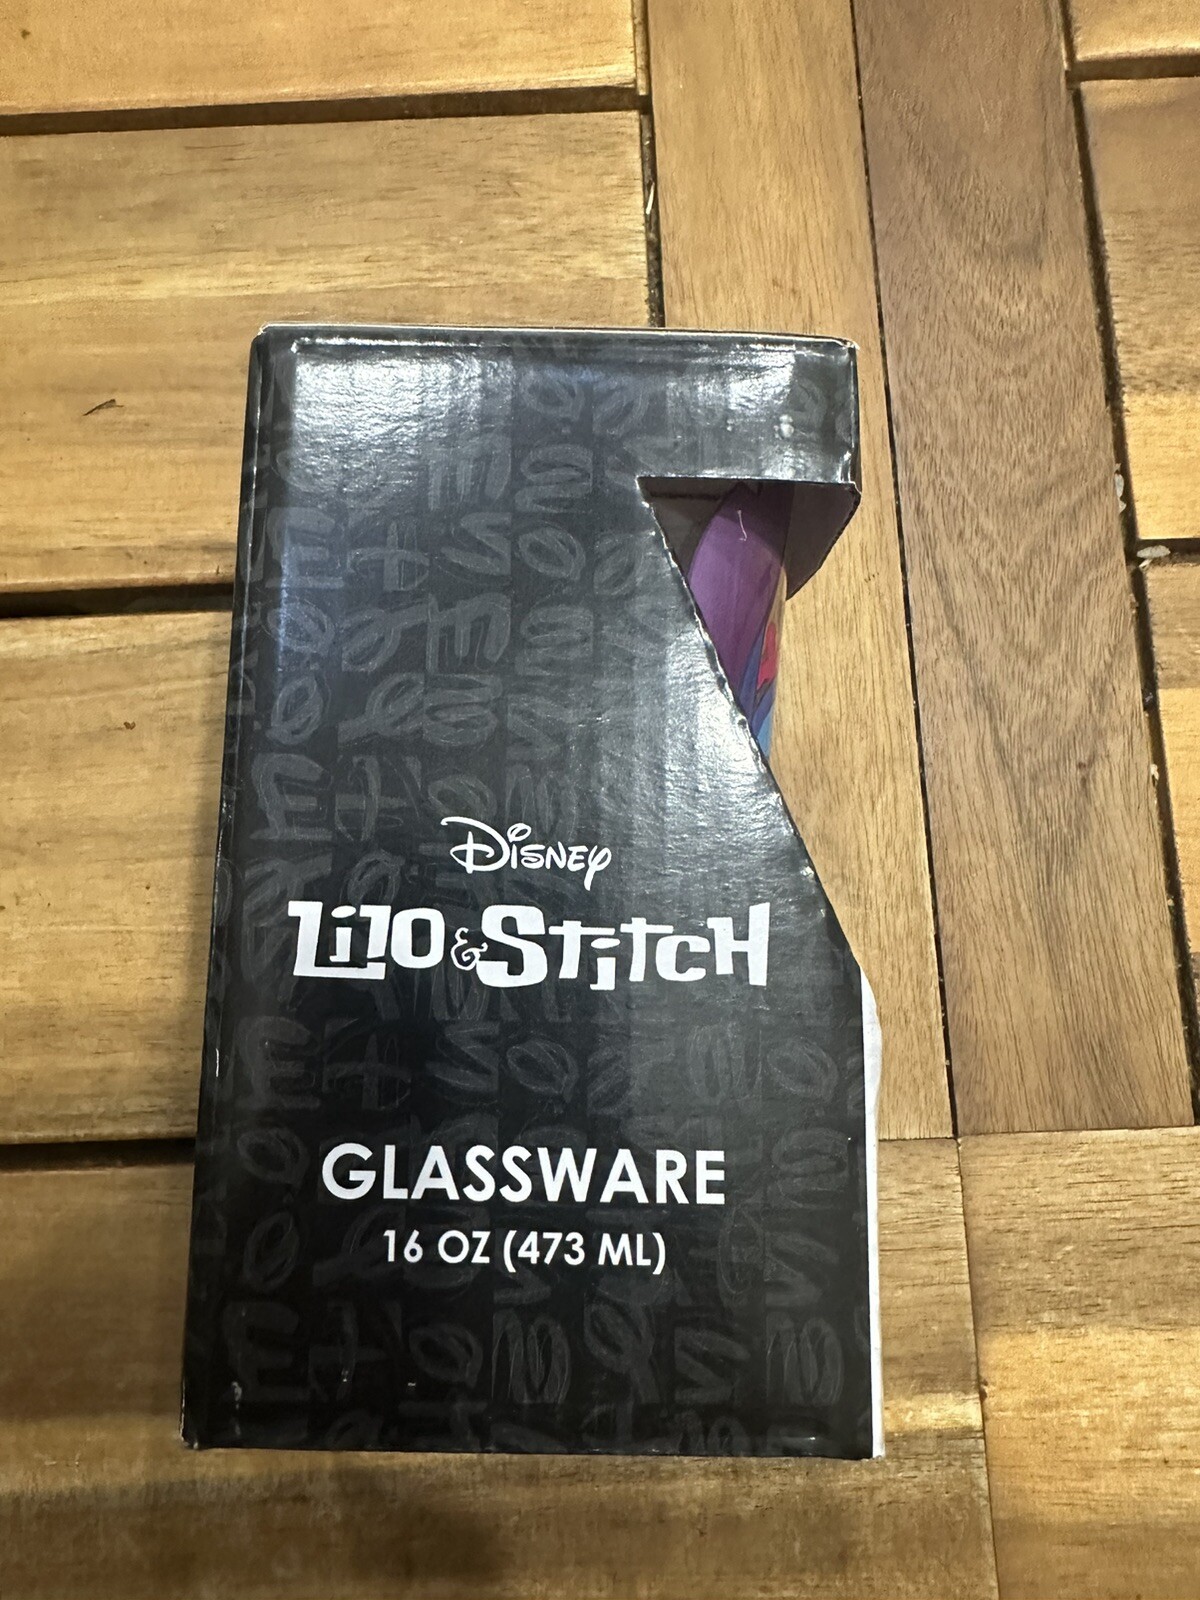 Disney
Lilo & Stitch
GLASSWARE
16 OZ (473 ML)